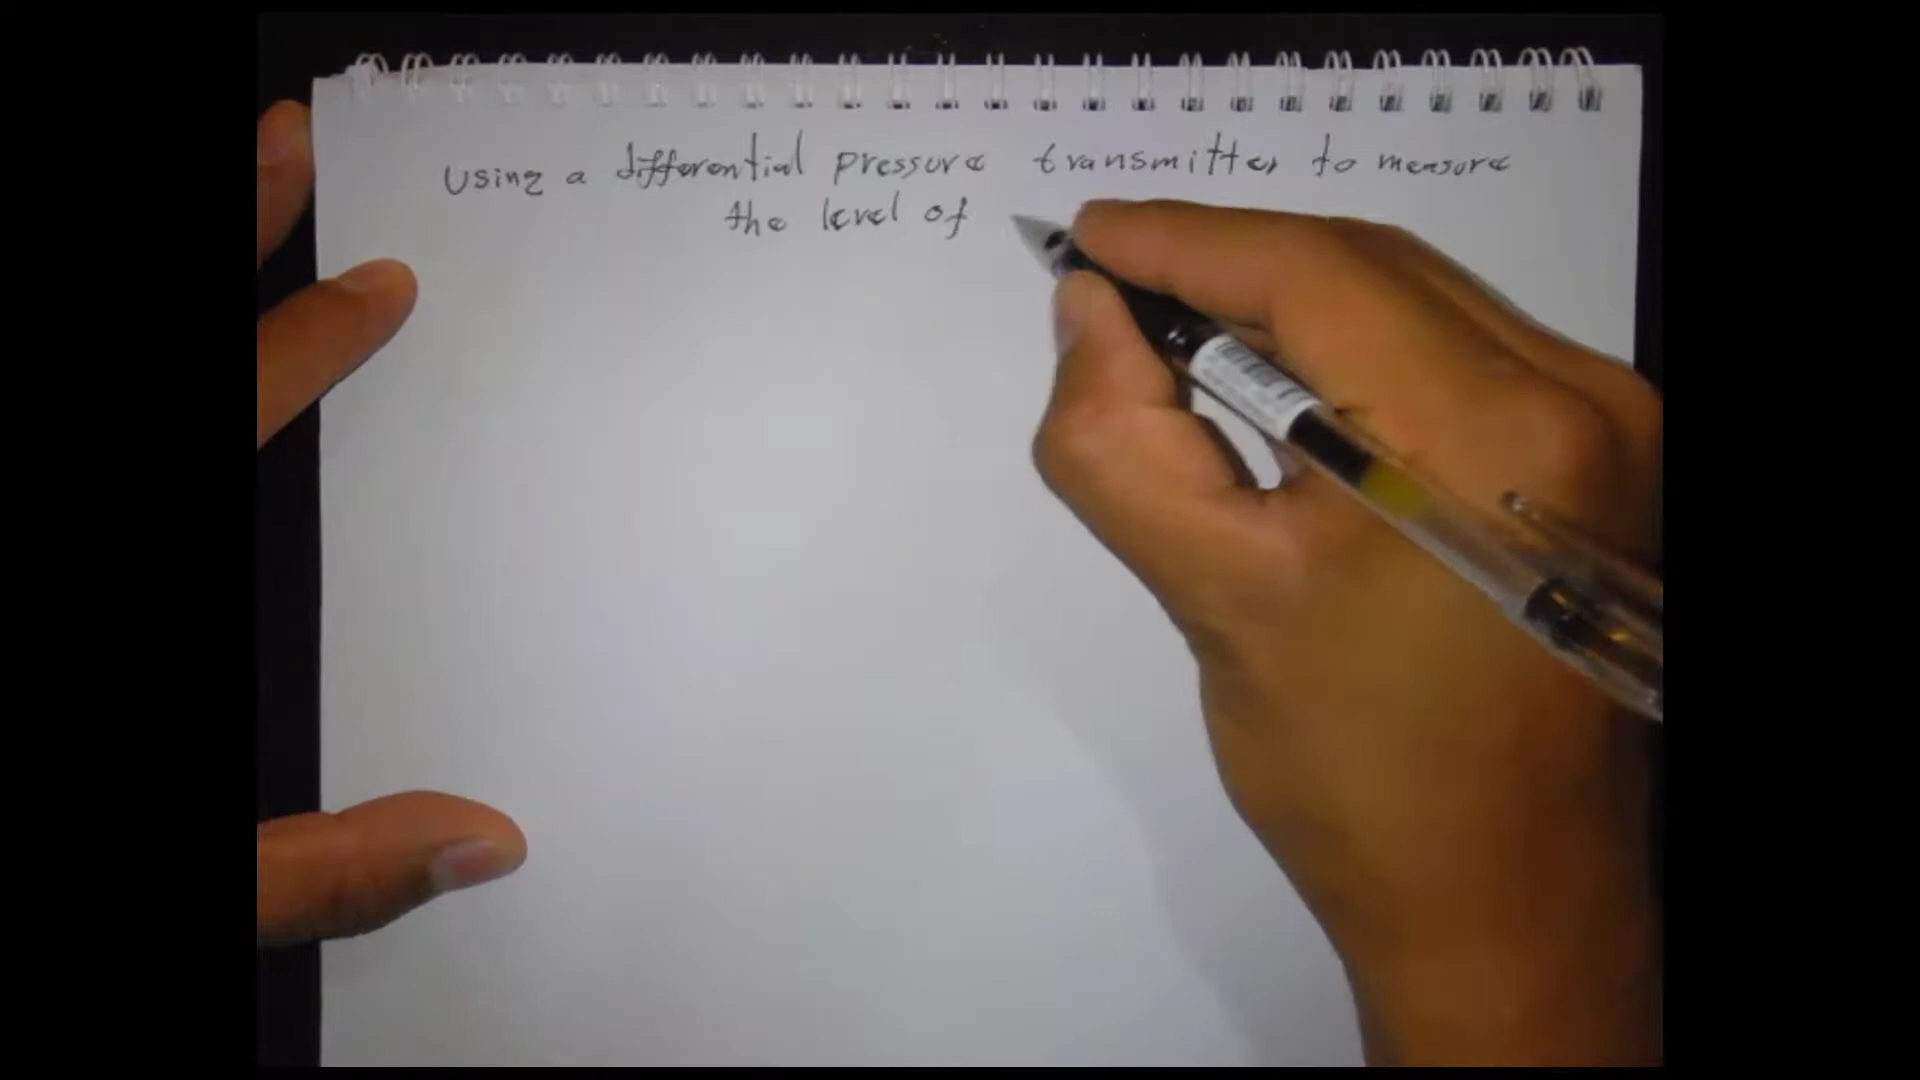 Using a differential pressure transmitter to measure
the level of